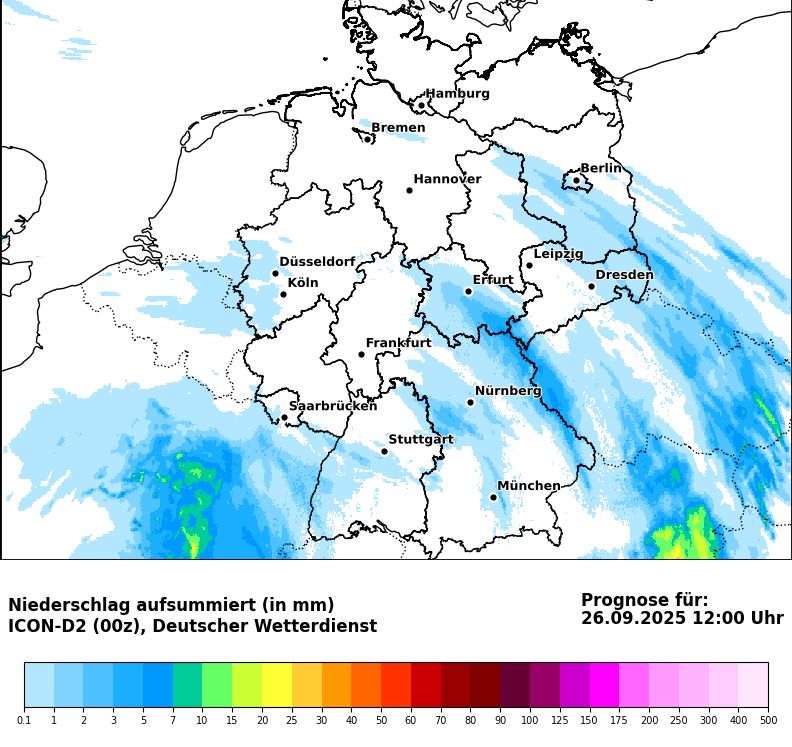 Hamburg
Bremen
Berlin
Hannover
Leipzig
Düsseldorf
Dresden
Köln
Erfurt
Frankfurt
Nürnberg
Saarbrücken
Stuttgart
München
Niederschlag aufsummiert (in mm)
ICON-D2 (00z), Deutscher Wetterdienst
Prognose für:
26.09.2025 12:00 Uhr
0.1 1 2 3 5 7 10 15 20 25 30 40 50 60 70 80 90 100 125 150 175 200 250 300 400 500